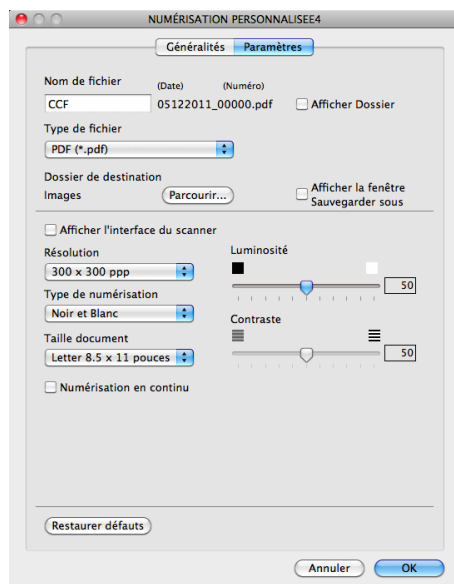 NUMÉRISATION PERSONNALISEE4
Généralités Paramètres
Nom de fichier (Date) (Numéro)
CCF 05122011_00000.pdf Afficher Dossier
Type de fichier
PDF (*.pdf)
Dossier de destination
Images Parcourir... Afficher la fenêtre
Sauvegarder sous
Afficher l'interface du scanner
Résolution Luminosité
300 x 300 ppp 50
Type de numérisation
Noir et Blanc Contraste
Taille document
Letter 8.5 x 11 pouces 50
Numérisation en continu
Restaurer défauts
Annuler OK